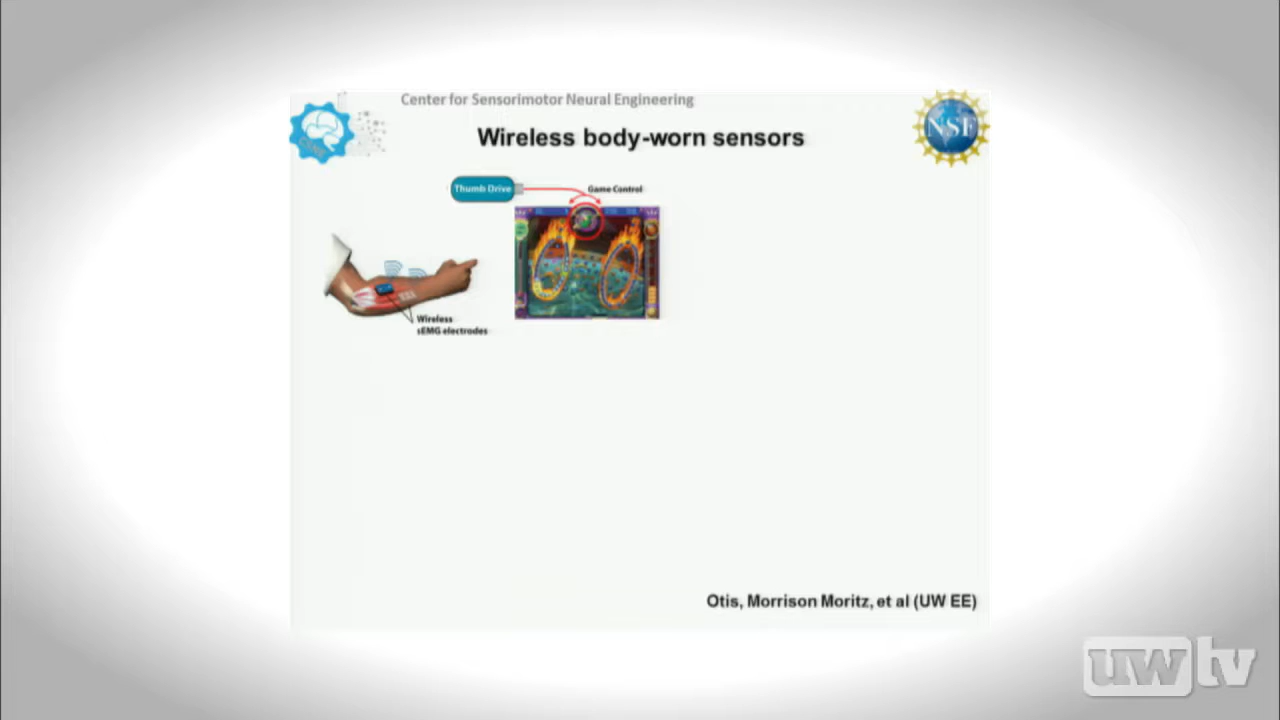 Center for Sensorimotor Neural Engineering
NSF
Wireless body-worn sensors
Thumb Drive
Game Control
Wireless
sEMG electrodes
Otis, Morrison Moritz, et al (UW EE)
uwtv